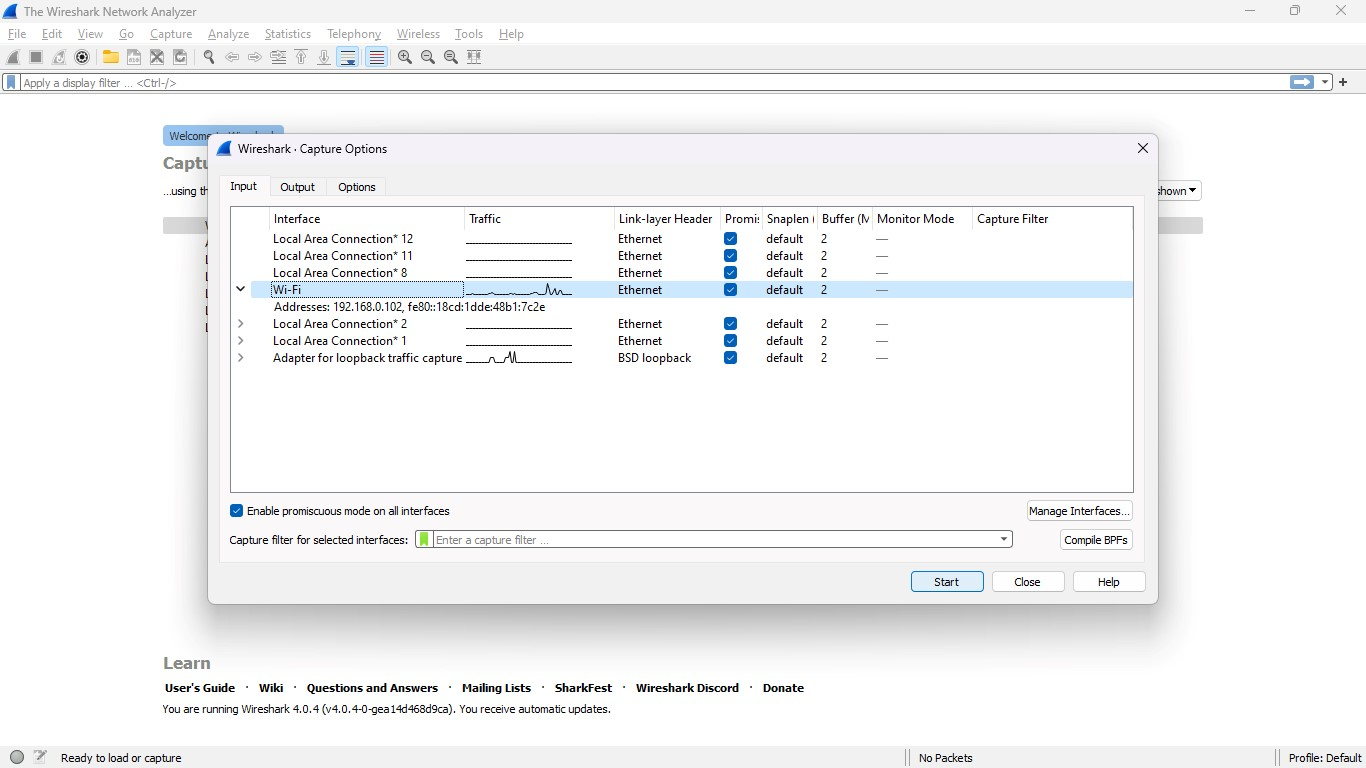 The Wireshark Network Analyzer
File Edit View Go Capture Analyze Statistics Telephony Wireless Tools Help
Apply a display filter ... <Ctrl-/>
Wireshark · Capture Options
...using th
Input Output Options
Interface Traffic Link-layer Header Promis Snaplen ( Buffer (M Monitor Mode Capture Filter
Local Area Connection* 12 Ethernet default 2 —
Local Area Connection* 11 Ethernet default 2 —
Local Area Connection* 8 Ethernet default 2 —
Wi-Fi Ethernet default 2 —
Addresses: 192.168.0.102, fe80::18cd:1dde:48b1:7c2e
Local Area Connection* 2 Ethernet default 2 —
Local Area Connection* 1 Ethernet default 2 —
Adapter for loopback traffic capture BSD loopback default 2 —
Enable promiscuous mode on all interfaces Manage Interfaces...
Capture filter for selected interfaces: Enter a capture filter ... Compile BPFs
Start Close Help
Learn
User's Guide · Wiki · Questions and Answers · Mailing Lists · SharkFest · Wireshark Discord · Donate
You are running Wireshark 4.0.4 (v4.0.4-0-gea14d468d9ca). You receive automatic updates.
Ready to load or capture No Packets Profile: Default